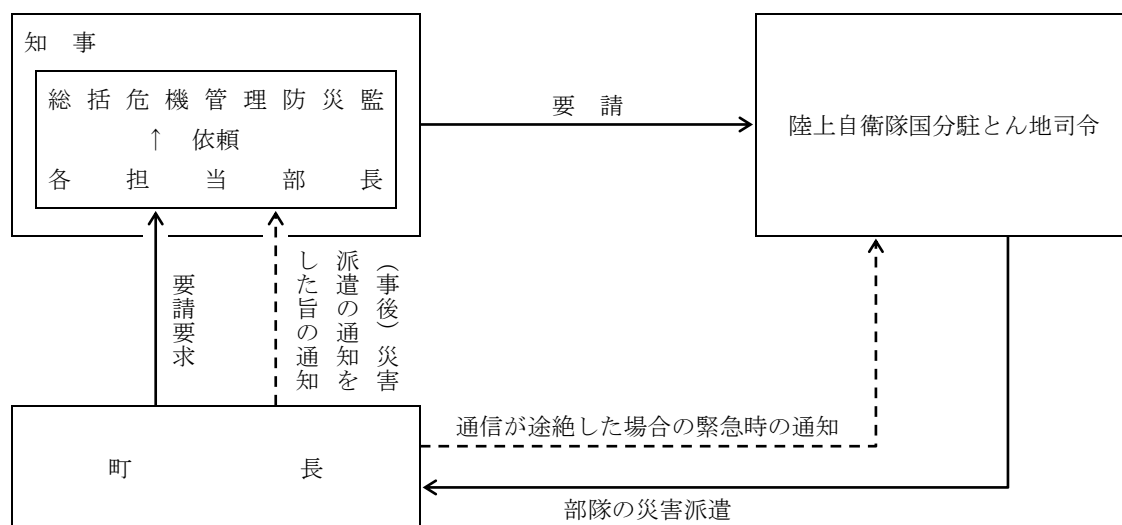 知 事
総括危機管理防災監
↑ 依頼
各担当部長
要 請
陸上自衛隊国分駐とん地司令
要請要求
(事後)災害
派遣の通知を
した旨の通知
通信が途絶した場合の緊急時の通知
町 長
部隊の災害派遣